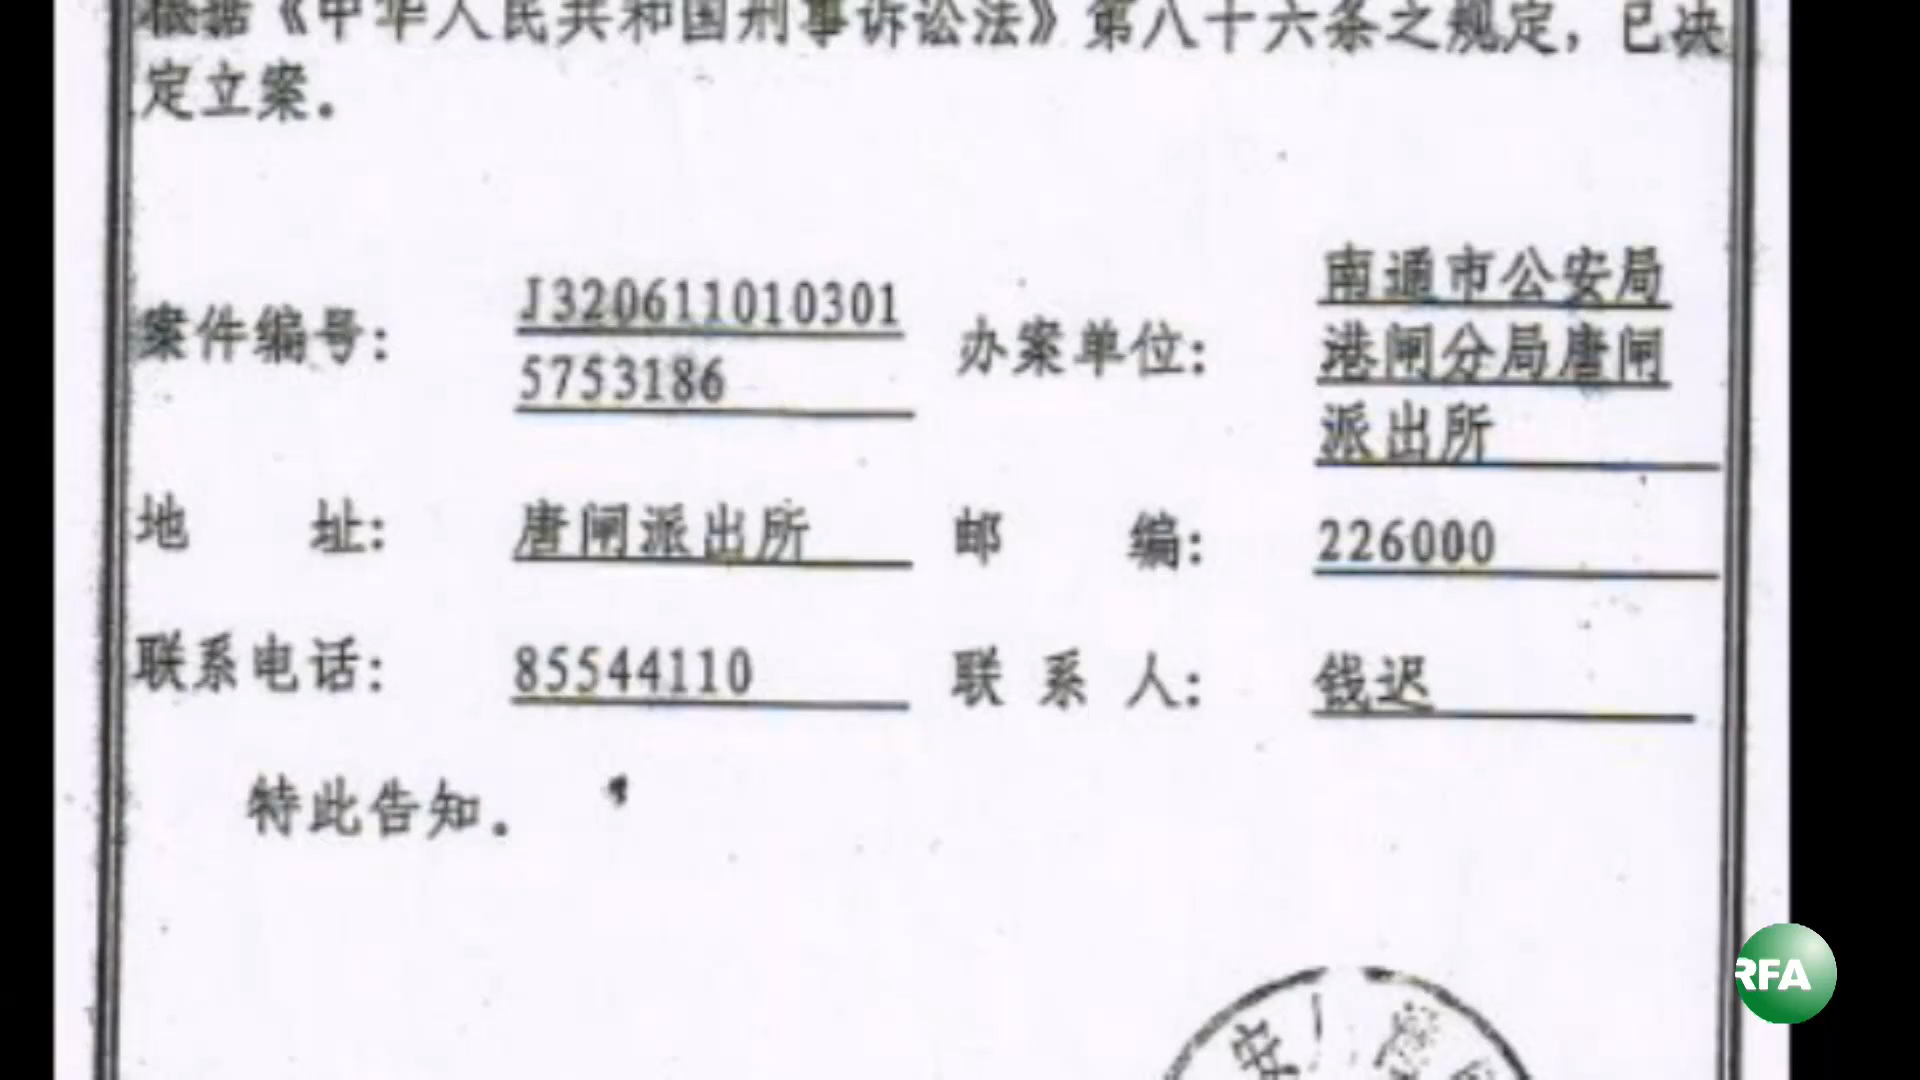 根据《中华人民共和国刑事诉讼法》第八十六条之规定，已决
定立案.
案件编号: J320611010301
5753186
办案单位: 南通市公安局
港闸分局唐闸
派出所
地 址: 唐闸派出所 邮 编: 226000
联系电话: 85544110 联 系 人: 钱迟
特此告知.
安
RFA